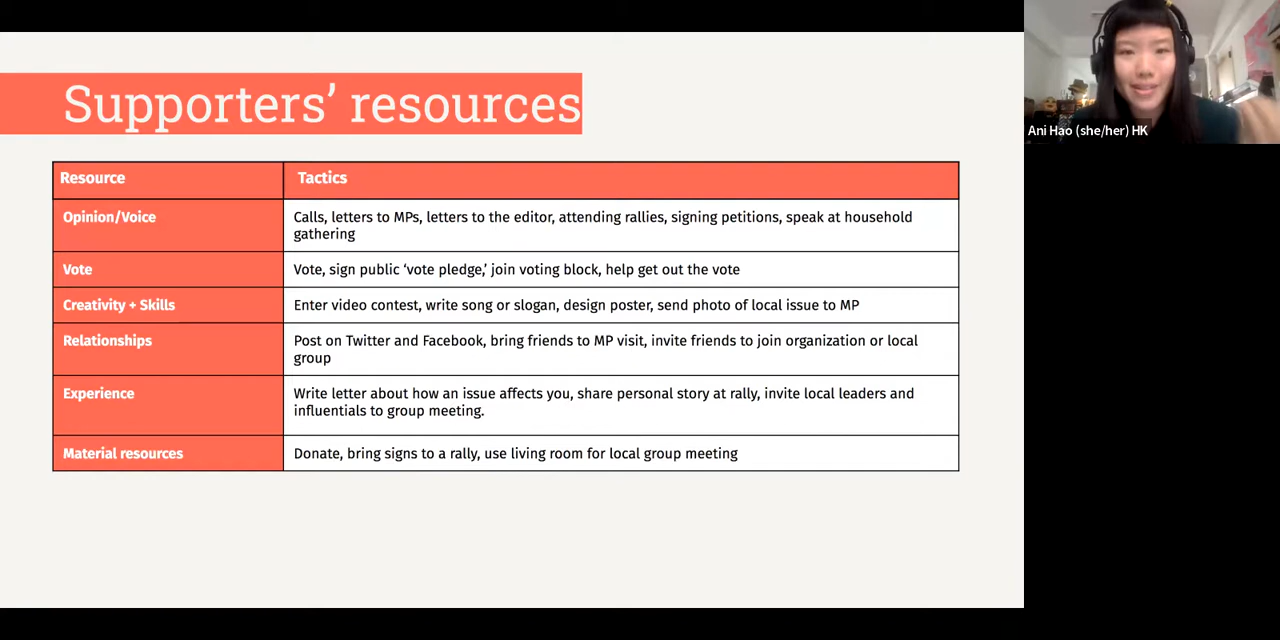 Supporters’ resources
Ani Hao (she/her) HK
Resource
Tactics
Opinion/Voice
Calls, letters to MPs, letters to the editor, attending rallies, signing petitions, speak at household
gathering
Vote
Vote, sign public ‘vote pledge,’ join voting block, help get out the vote
Creativity + Skills
Enter video contest, write song or slogan, design poster, send photo of local issue to MP
Relationships
Post on Twitter and Facebook, bring friends to MP visit, invite friends to join organization or local
group
Experience
Write letter about how an issue affects you, share personal story at rally, invite local leaders and
influentials to group meeting.
Material resources
Donate, bring signs to a rally, use living room for local group meeting